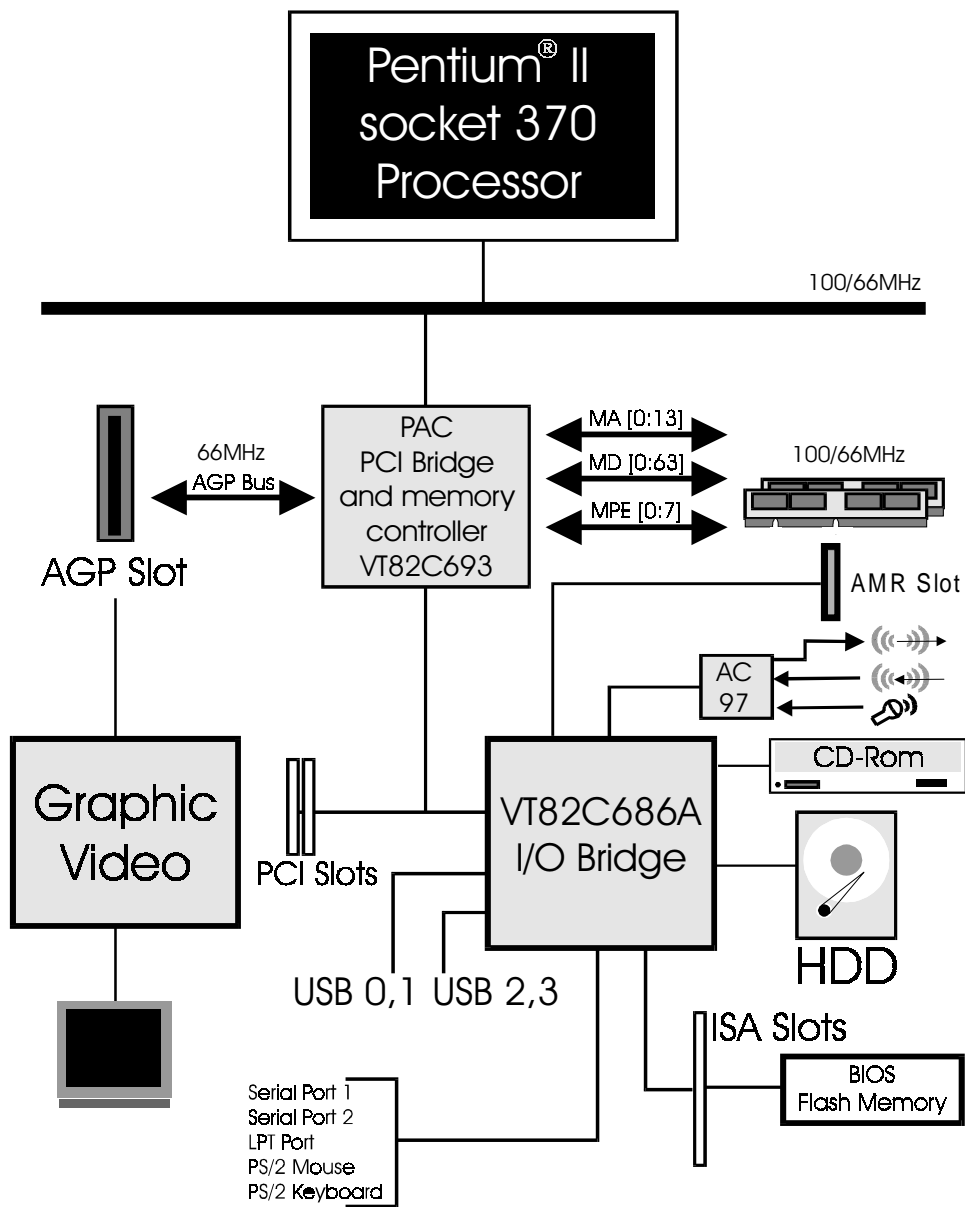 Pentium® II
socket 370
Processor
100/66MHz
PAC
PCI Bridge
and memory
controller
VT82C693
66MHz
AGP Bus
MA [0:13]
MD [0:63]
MPE [0:7]
100/66MHz
AGP Slot
AMR Slot
AC
97
CD-Rom
Graphic
Video
VT82C686A
I/O Bridge
PCI Slots
HDD
USB 0,1
USB 2,3
ISA Slots
BIOS
Flash Memory
Serial Port 1
Serial Port 2
LPT Port
PS/2 Mouse
PS/2 Keyboard